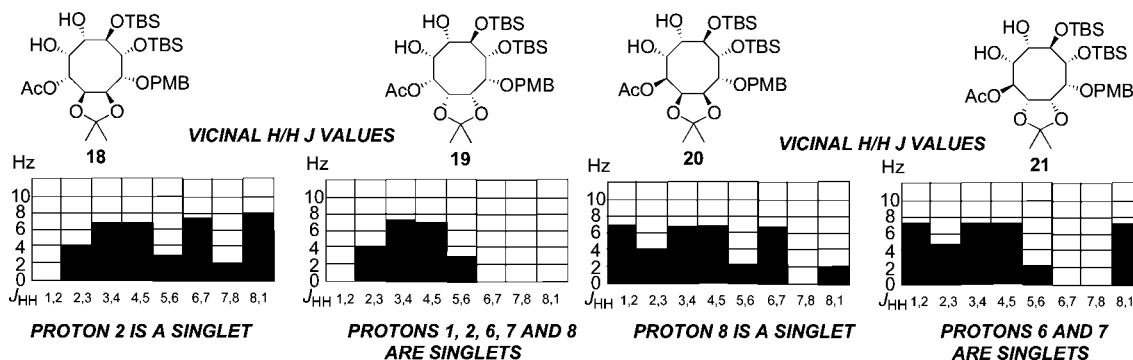 HO OTBS
HO OTBS
AcO OPMB
O O
18
HO OTBS
HO OTBS
AcO OPMB
O O
19
HO OTBS
HO OTBS
AcO OPMB
O O
20
HO OTBS
HO OTBS
AcO OPMB
O O
21
VICINAL H/H J VALUES
VICINAL H/H J VALUES
Hz
10
8
6
4
2
0
JHH 1,2 2,3 3,4 4,5 5,6 6,7 7,8 8,1
PROTON 2 IS A SINGLET
Hz
10
8
6
4
2
0
JHH 1,2 2,3 3,4 4,5 5,6 6,7 7,8 8,1
PROTONS 1, 2, 6, 7 AND 8
ARE SINGLETS
Hz
10
8
6
4
2
0
JHH 1,2 2,3 3,4 4,5 5,6 6,7 7,8 8,1
PROTON 8 IS A SINGLET
Hz
10
8
6
4
2
0
JHH 1,2 2,3 3,4 4,5 5,6 6,7 7,8 8,1
PROTONS 6 AND 7
ARE SINGLETS